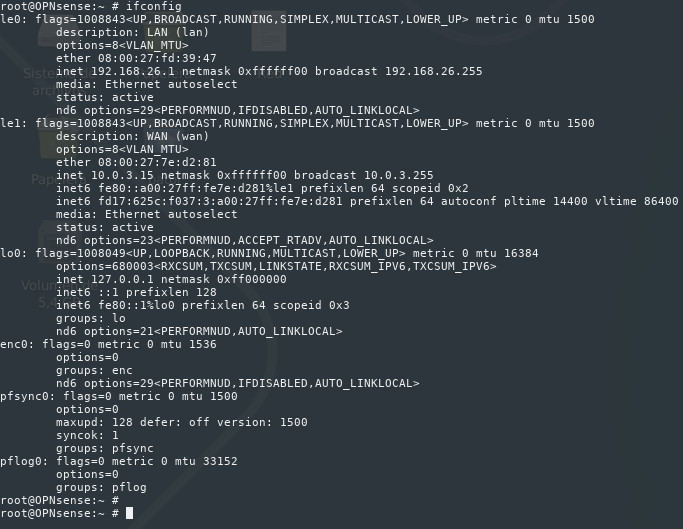 root@OPNsense:~ # ifconfig
le0: flags=1008843<UP,BROADCAST,RUNNING,SIMPLEX,MULTICAST,LOWER_UP> metric 0 mtu 1500
description: LAN (lan)
options=8<VLAN_MTU>
ether 08:00:27:fd:39:47
inet 192.168.26.1 netmask 0xffffff00 broadcast 192.168.26.255
media: Ethernet autoselect
status: active
nd6 options=29<PERFORMNUD,IFDISABLED,AUTO_LINKLOCAL>
le1: flags=1008843<UP,BROADCAST,RUNNING,SIMPLEX,MULTICAST,LOWER_UP> metric 0 mtu 1500
description: WAN (wan)
options=8<VLAN_MTU>
ether 08:00:27:7e:d2:81
inet 10.0.3.15 netmask 0xffffff00 broadcast 10.0.3.255
inet6 fe80::a00:27ff:fe7e:d281%le1 prefixlen 64 scopeid 0x2
inet6 fd17:625c:f037:3:a00:27ff:fe7e:d281 prefixlen 64 autoconf pltime 14400 vltime 86400
media: Ethernet autoselect
status: active
nd6 options=23<PERFORMNUD,ACCEPT_RTADV,AUTO_LINKLOCAL>
lo0: flags=1008049<UP,LOOPBACK,RUNNING,MULTICAST,LOWER_UP> metric 0 mtu 16384
options=680003<RXCSUM,TXCSUM,LINKSTATE,RXCSUM_IPV6,TXCSUM_IPV6>
inet 127.0.0.1 netmask 0xff000000
inet6 ::1 prefixlen 128
inet6 fe80::1%lo0 prefixlen 64 scopeid 0x3
groups: lo
nd6 options=21<PERFORMNUD,AUTO_LINKLOCAL>
enc0: flags=0 metric 0 mtu 1536
options=0
groups: enc
nd6 options=29<PERFORMNUD,IFDISABLED,AUTO_LINKLOCAL>
pfsync0: flags=0 metric 0 mtu 1500
options=0
maxupd: 128 defer: off version: 1500
syncok: 1
groups: pfsync
pflog0: flags=0 metric 0 mtu 33152
options=0
groups: pflog
root@OPNsense:~ #
root@OPNsense:~ #